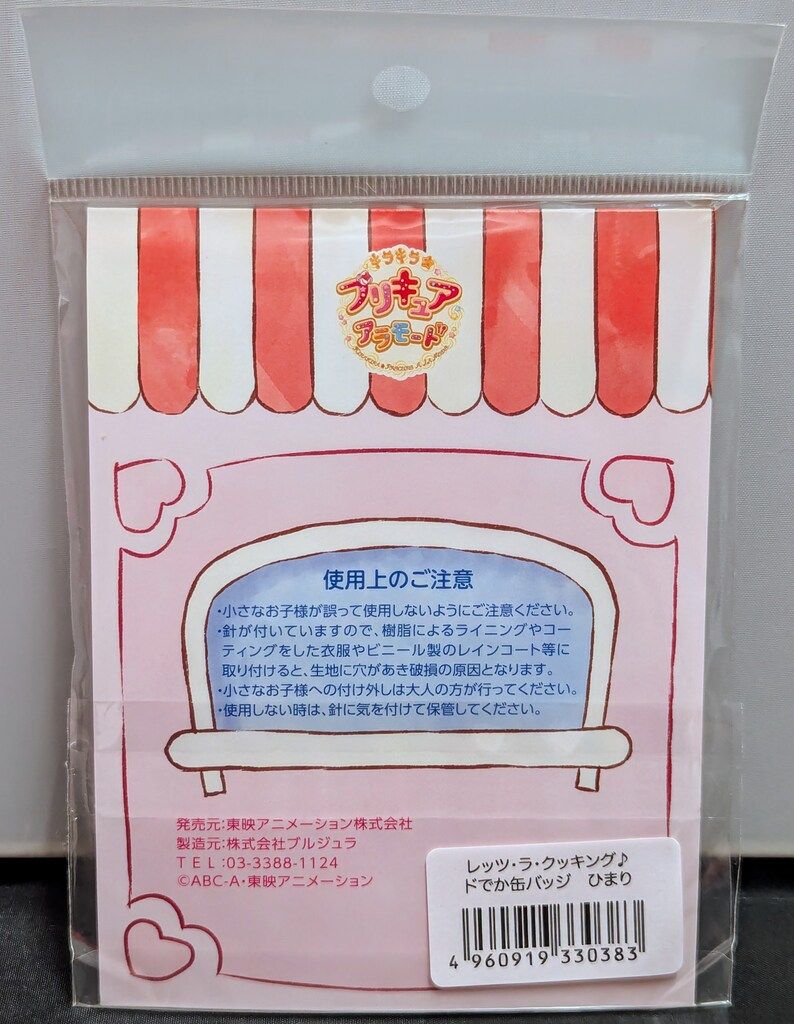 キラキラ☆
プリキュア
アラモード
KIRAKIRA☆PRECURE A LA MODE
使用上のご注意
・小さなお子様が誤って使用しないようにご注意ください。
・針が付いていますので、樹脂によるライニングやコー
ティングをした衣服やビニール製のレインコート等に
取り付けると、生地に穴があき破損の原因となります。
・小さなお子様への付け外しは大人の方が行ってください。
・使用しない時は、針に気を付けて保管してください。
発売元:東映アニメーション株式会社
製造元:株式会社ブルジュラ
TEL:03-3388-1124
©ABC-A・東映アニメーション
レッツ・ラ・クッキング♪
ドでか缶バッジ ひまり
4 960919 330383